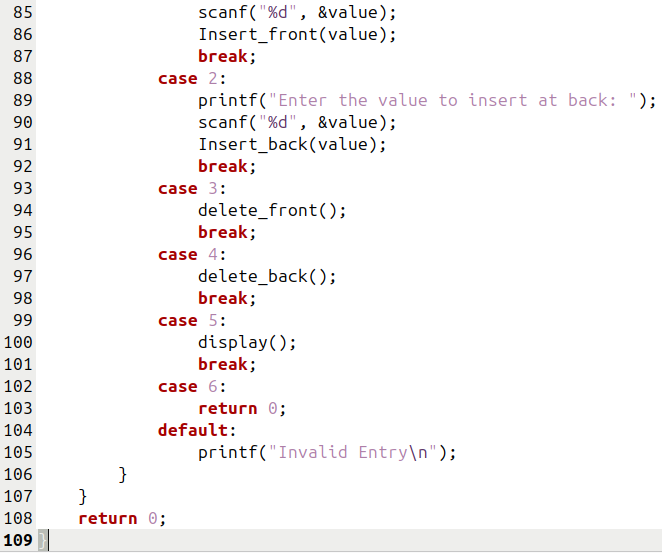 85                 scanf("%d", &value);
86                 Insert_front(value);
87                 break;
88             case 2:
89                 printf("Enter the value to insert at back: ");
90                 scanf("%d", &value);
91                 Insert_back(value);
92                 break;
93             case 3:
94                 delete_front();
95                 break;
96             case 4:
97                 delete_back();
98                 break;
99             case 5:
100                 display();
101                 break;
102             case 6:
103                 return 0;
104             default:
105                 printf("Invalid Entry\n");
106         }
107     }
108     return 0;
109 }